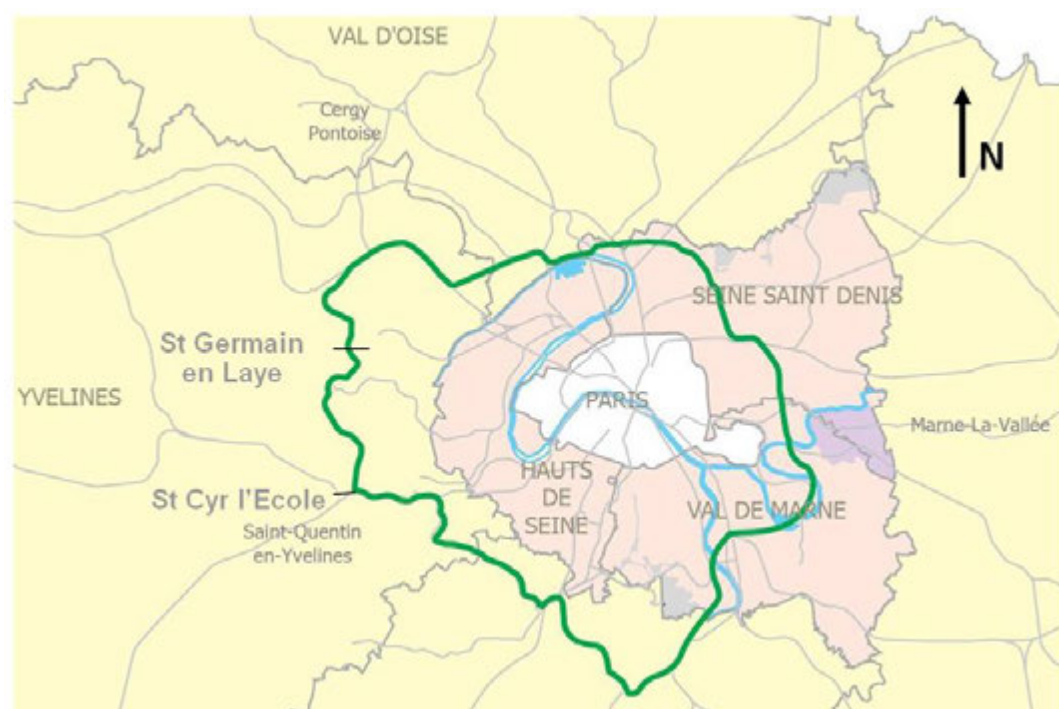 VAL D'OISE
Cergy
Pontoise
N
SEINE SAINT DENIS
St Germain
en Laye
YVELINES
PARIS
Marne-La-Vallée
HAUTS
DE
SEINE
St Cyr l'Ecole
VAL DE MARNE
Saint-Quentin
en-Yvelines